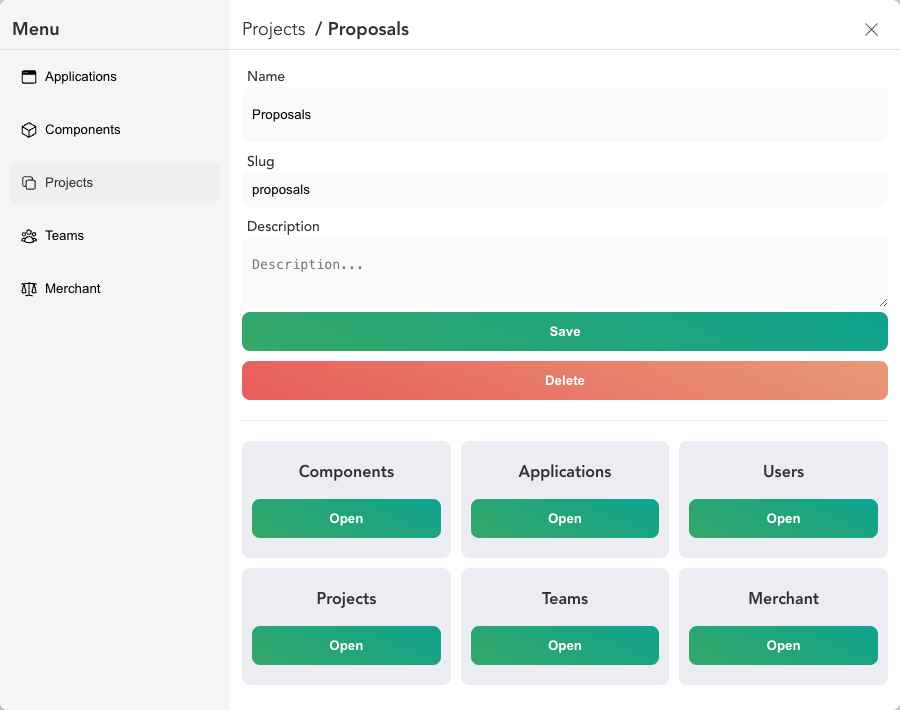 Menu
Applications
Components
Projects
Teams
Merchant
Projects / Proposals
Name
Proposals
Slug
proposals
Description
Description...
Save
Delete
Components
Open
Applications
Open
Users
Open
Projects
Open
Teams
Open
Merchant
Open